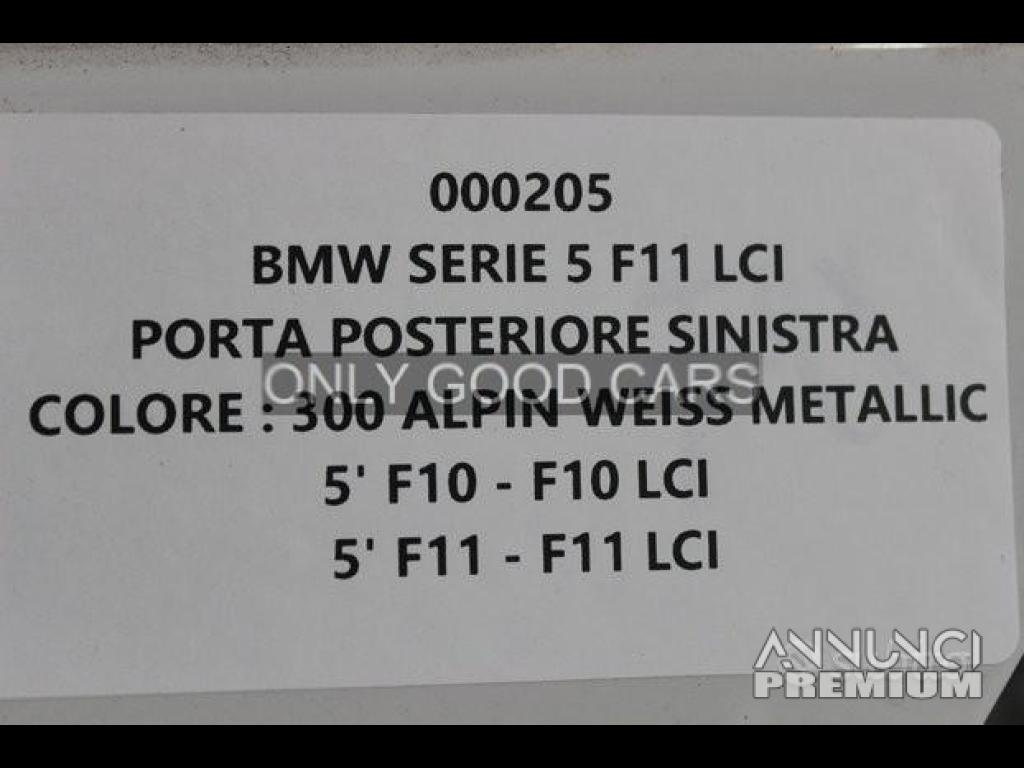 000205
BMW SERIE 5 F11 LCI
PORTA POSTERIORE SINISTRA
ONLY GOOD CARS
COLORE : 300 ALPIN WEISS METALLIC
5' F10 - F10 LCI
5' F11 - F11 LCI
ANNUNCI
PREMIUM